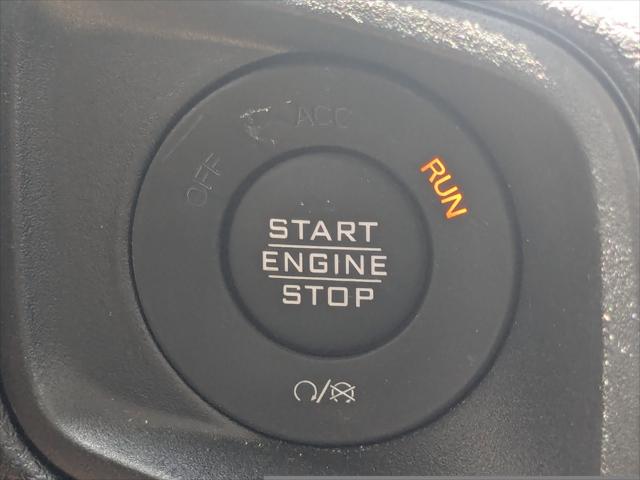 OFF
ACC
RUN
START
ENGINE
STOP